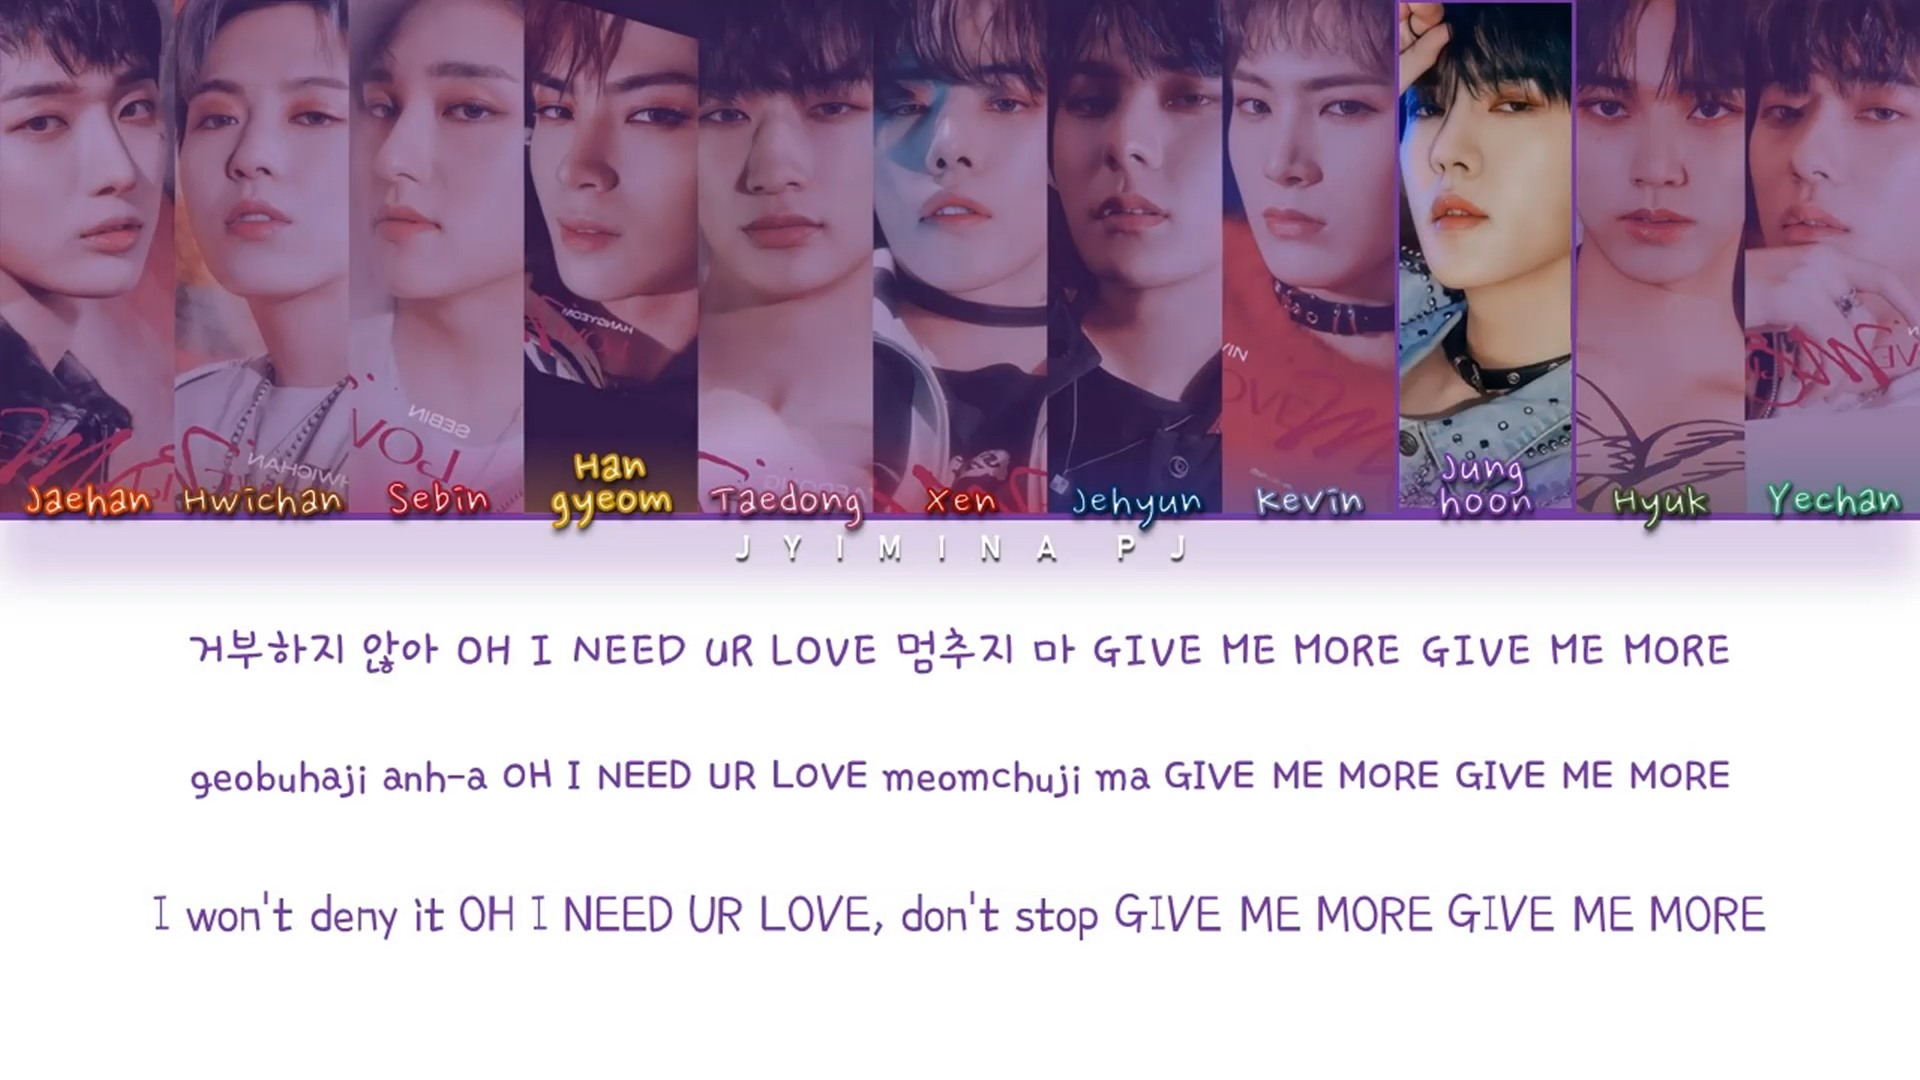 Jaehan Hwichan Sebin Han gyeom Taedong Xen Jehyun Kevin Jung hoon Hyuk Yechan
JYIMINA PJ
거부하지 않아 OH I NEED UR LOVE 멈추지 마 GIVE ME MORE GIVE ME MORE
geobuhaji anh-a OH I NEED UR LOVE meomchuji ma GIVE ME MORE GIVE ME MORE
I won't deny it OH I NEED UR LOVE, don't stop GIVE ME MORE GIVE ME MORE